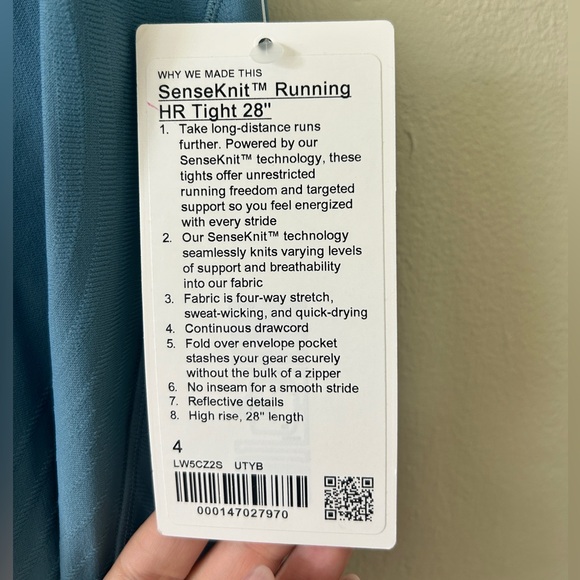 WHY WE MADE THIS
SenseKnit™ Running
HR Tight 28"
1. Take long-distance runs
further. Powered by our
SenseKnit™ technology, these
tights offer unrestricted
running freedom and targeted
support so you feel energized
with every stride
2. Our SenseKnit™ technology
seamlessly knits varying levels
of support and breathability
into our fabric
3. Fabric is four-way stretch,
sweat-wicking, and quick-drying
4. Continuous drawcord
5. Fold over envelope pocket
stashes your gear securely
without the bulk of a zipper
6. No inseam for a smooth stride
7. Reflective details
8. High rise, 28" length
4
LW5CZ2S UTYB
000147027970